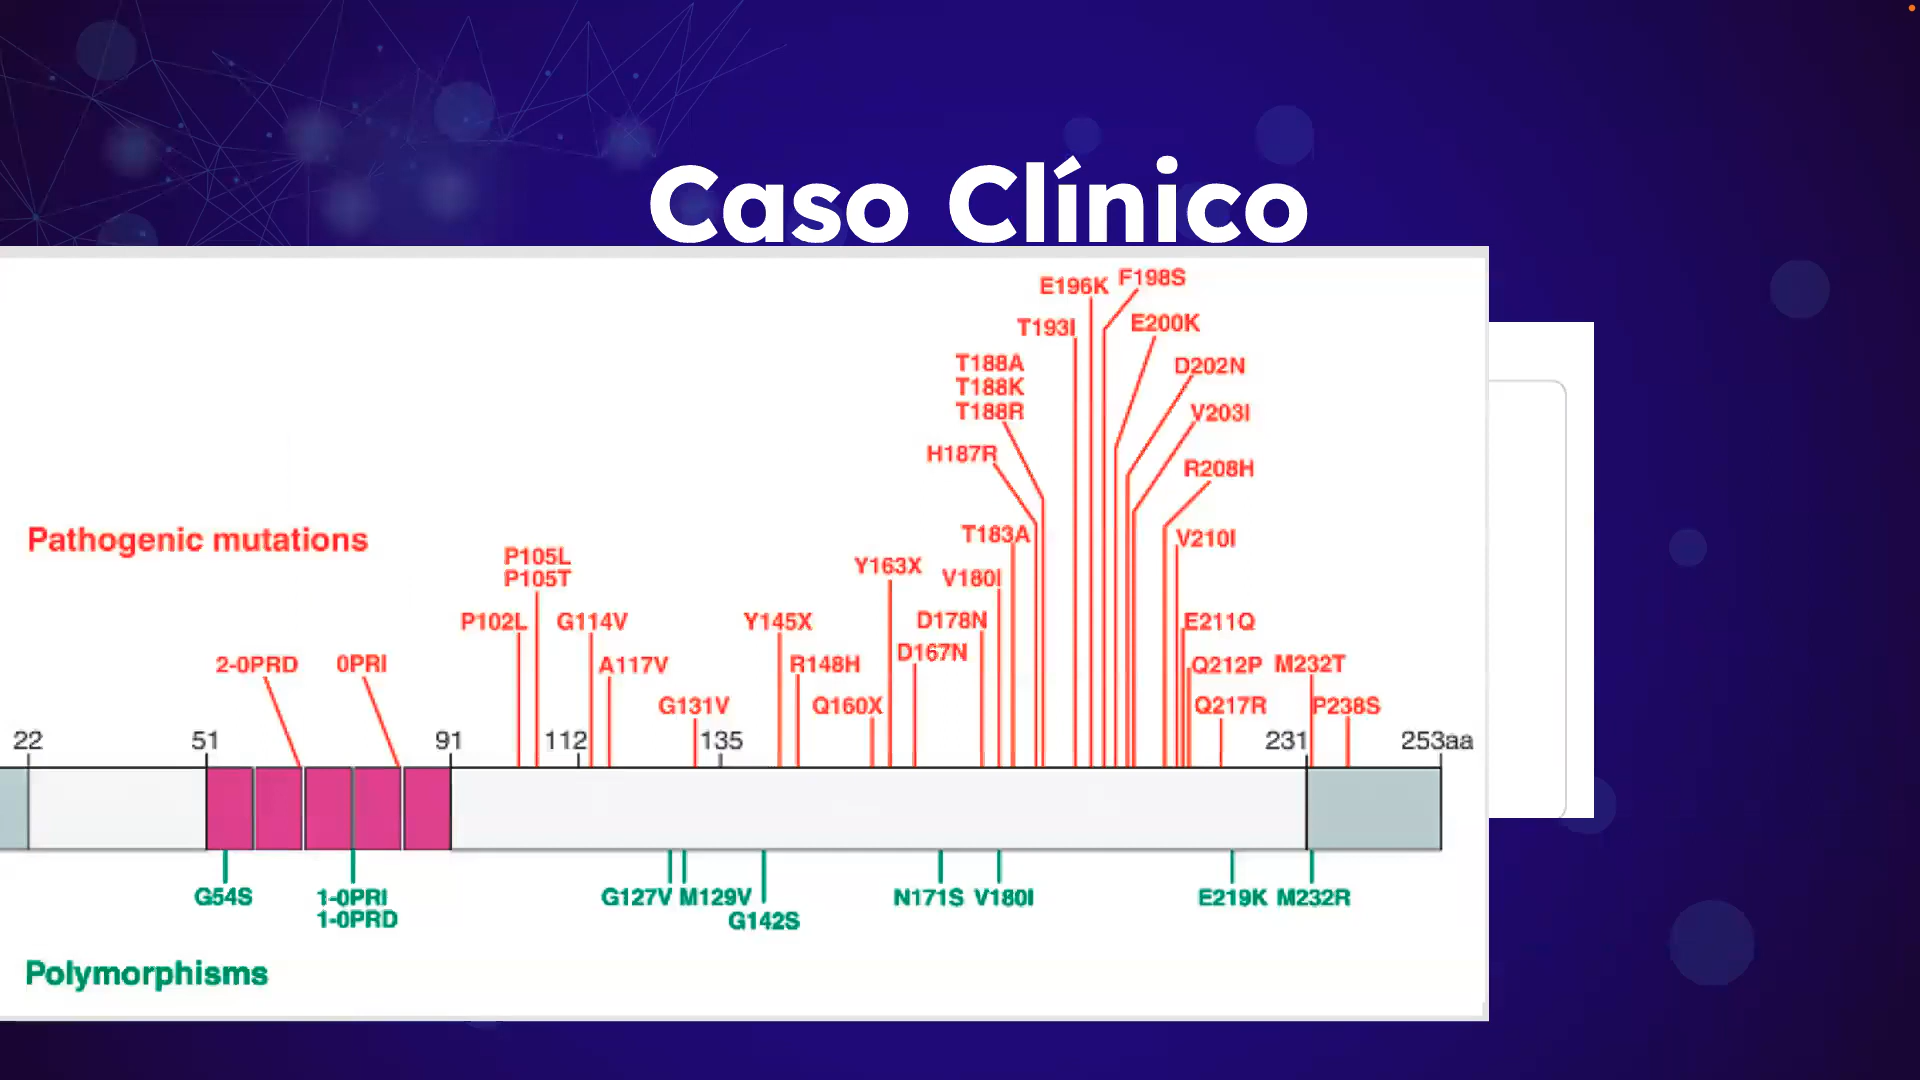 Caso Clínico
E196K F198S
T193I E200K
T188A
T188K
T188R
D202N
V203I
H187R
R208H
Pathogenic mutations
T183A
V210I
P105L
P105T
Y163X
V180I
P102L
G114V
Y145X
D178N
E211Q
2-0PRD
0PRI
A117V
R148H
D167N
Q212P
M232T
G131V
Q160X
Q217R
P238S
22
51
91
112
135
231
253aa
G54S
1-0PRI
1-0PRD
G127V
M129V
G142S
N171S
V180I
E219K
M232R
Polymorphisms